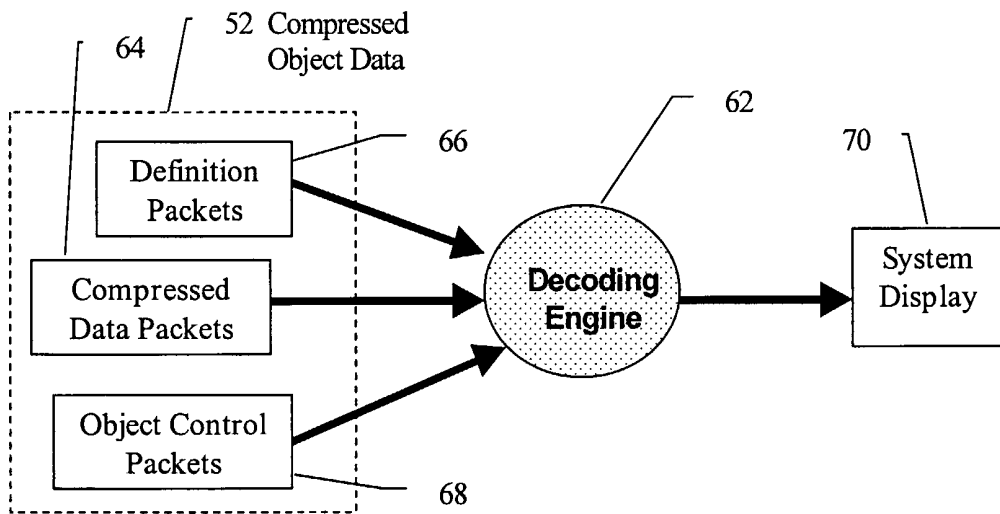 52 Compressed
Object Data
64
62
66
70
Definition
Packets
Compressed
Data Packets
Decoding
Engine
System
Display
Object Control
Packets
68